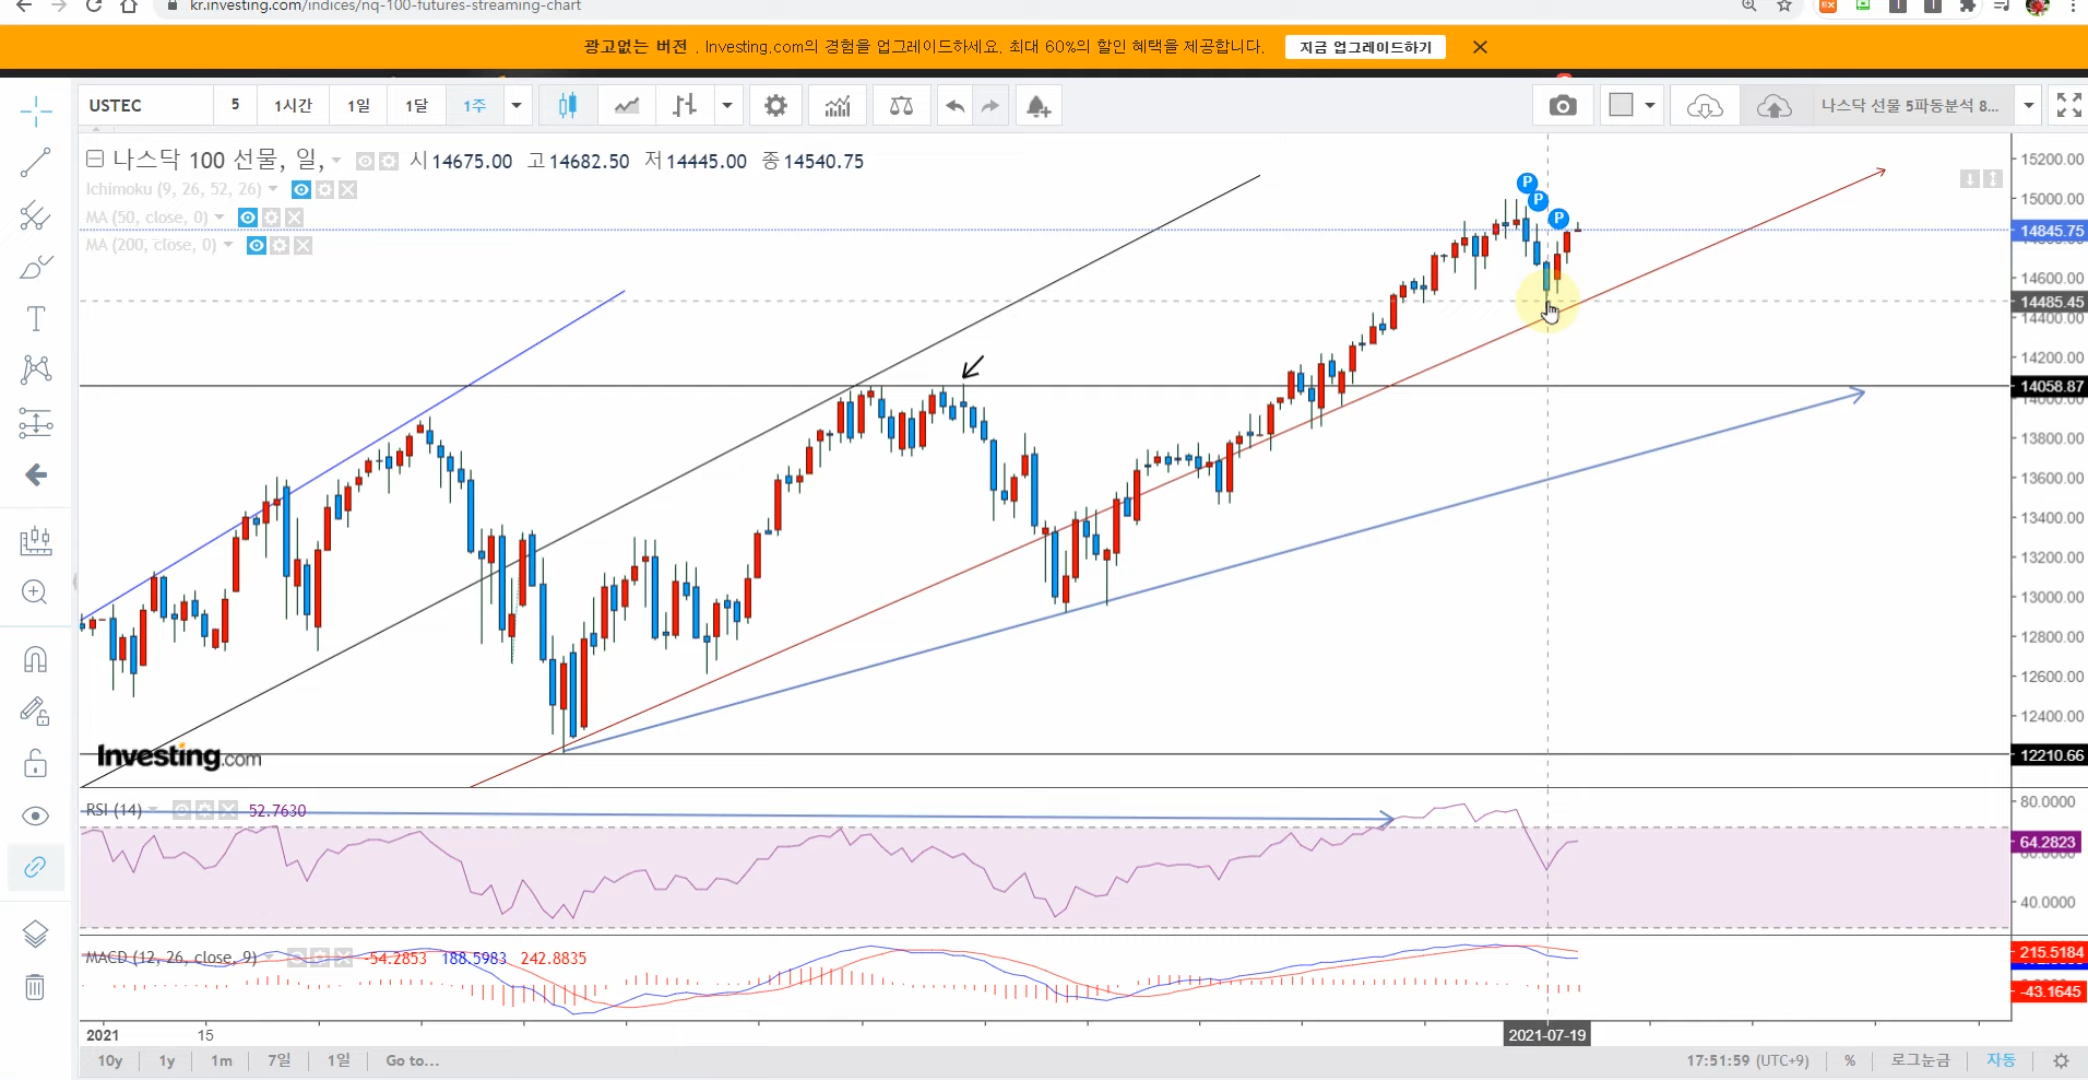 kr.investing.com/indices/nq-100-futures-streaming-chart
광고없는 버전 . Investing.com의 경험을 업그레이드하세요. 최대 60%의 할인 혜택을 제공합니다. 지금 업그레이드하기
USTEC 5 1시간 1일 1달 1주 나스닥 선물 5파동분석 8...
나스닥 100 선물, 일, 시 14675.00 고 14682.50 저 14445.00 종 14540.75
Ichimoku (9, 26, 52, 26)
MA (50, close, 0)
MA (200, close, 0)
P
P
P
15200.00
15000.00
14845.75
14600.00
14485.45
14400.00
14200.00
14058.87
13800.00
13600.00
13400.00
13200.00
13000.00
12800.00
12600.00
12400.00
12210.66
Investing.com
RSI (14) 52.7630
80.0000
64.2823
40.0000
MACD (12, 26, close, 9) -54.2853 188.5983 242.8835
215.5184
-43.1645
2021 15 2021-07-19
10y 1y 1m 7일 1일 Go to... 17:51:59 (UTC+9) % 로그눈금 자동